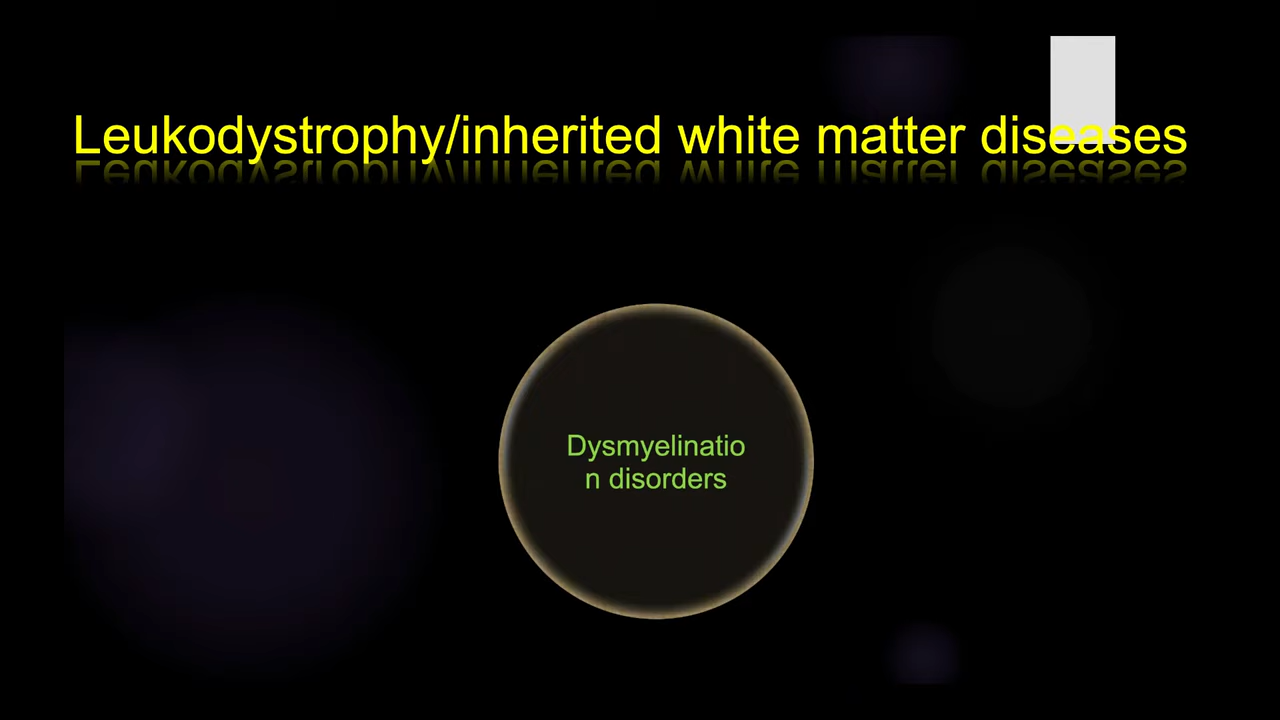 Leukodystrophy/inherited white matter diseases
Dysmyelinatio
n disorders